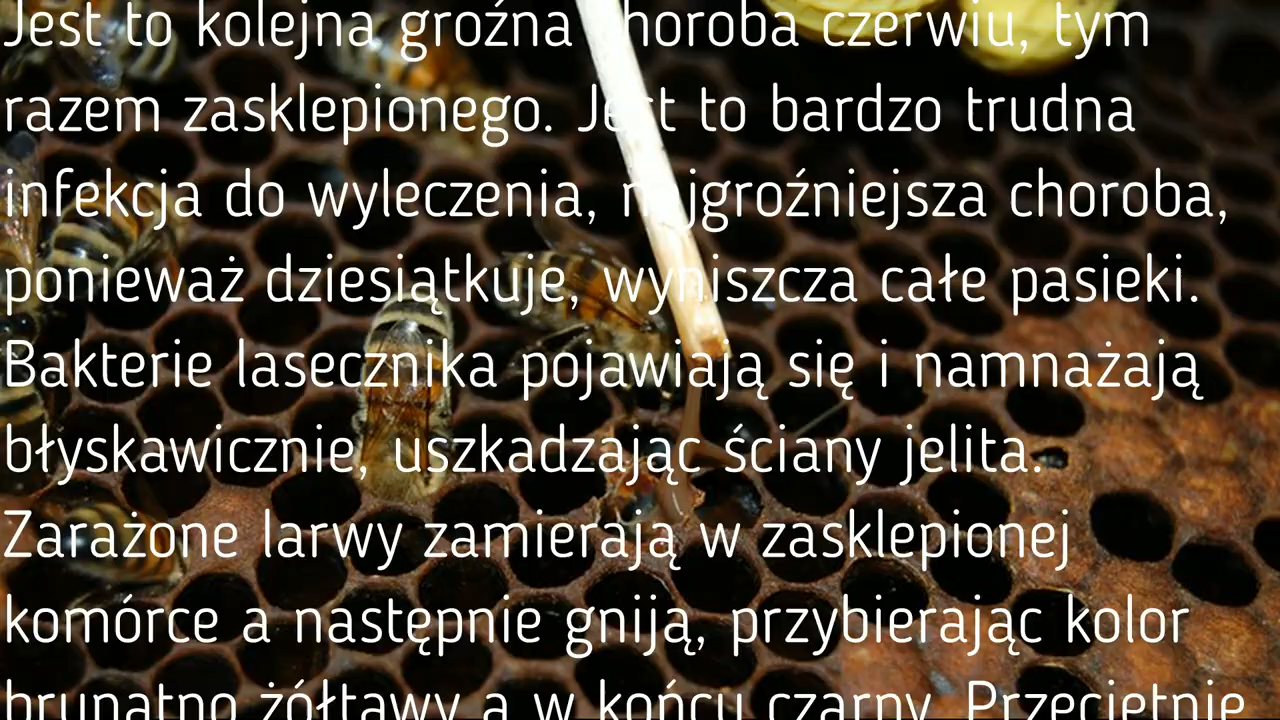 Jest to kolejna groźna choroba czerwiu, tym
razem zasklepionego. Jest to bardzo trudna
infekcja do wyleczenia, najgroźniejsza choroba,
ponieważ dziesiątkuje, wyniszcza całe pasieki.
Bakterie lasecznika pojawiają się i namnażają
błyskawicznie, uszkadzając ściany jelita.
Zarażone larwy zamierają w zasklepionej
komórce a następnie gniją, przybierając kolor
brunatno żółtawy a w końcu czarny. Przeciętnie